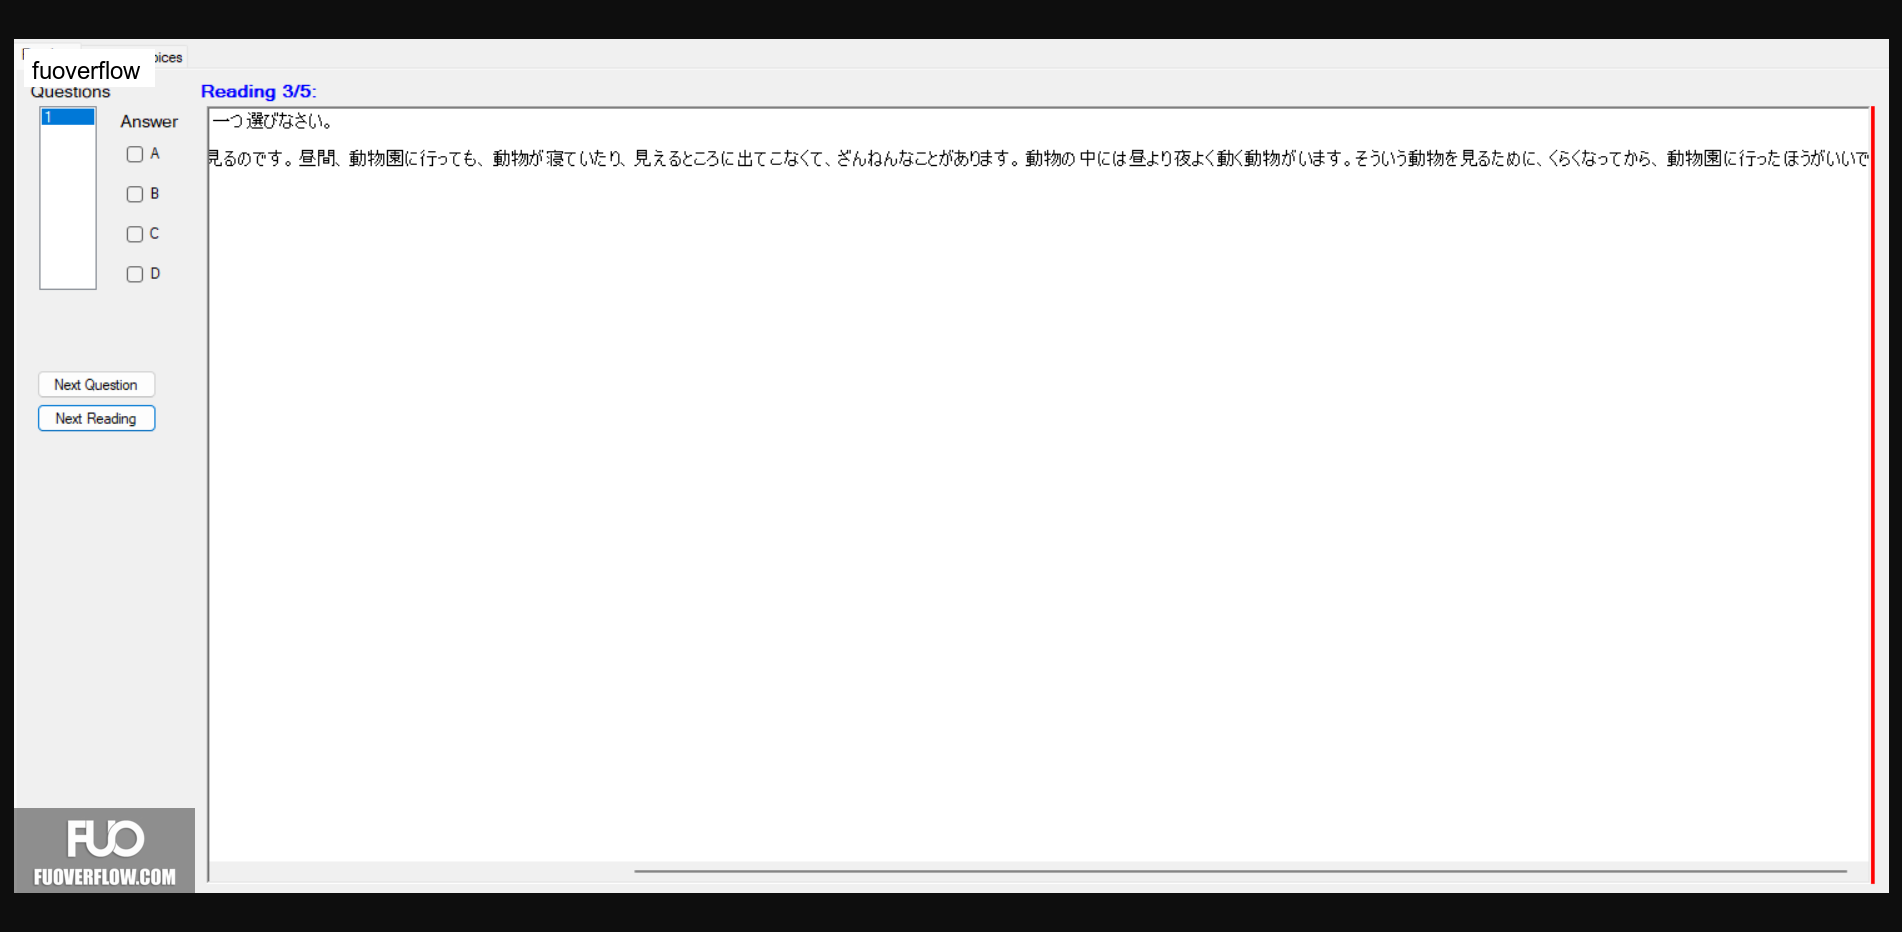 oices
fuoverflow
Questions
Reading 3/5:
1
Answer
A
B
C
D
一つ選びなさい。
見るのです。昼間、動物園に行っても、動物が寝ていたり、見えるところに出てこなくて、ざんねんなことがあります。動物の中には昼より夜よく動く動物がいます。そういう動物を見るために、くらくなってから、動物園に行ったほうがいいで
Next Question
Next Reading
FUO
FUOVERFLOW.COM